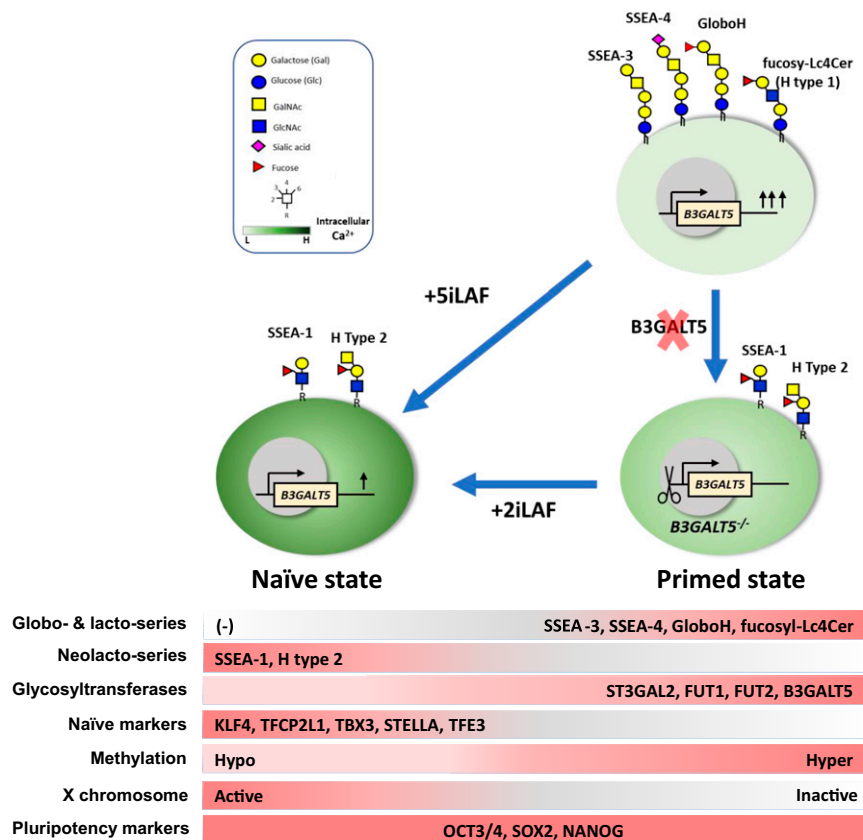 SSEA-4
GloboH
SSEA-3
fucosy-Lc4Cer
(H type 1)
Galactose (Gal)
Glucose (Glc)
GalNAc
GlcNAc
Sialic acid
Fucose
4
3
6
2
R
Intracellular
Ca²⁺
L
H
B3GALT5
+5iLAF
B3GALT5
SSEA-1
H Type 2
R
R
SSEA-1
H Type 2
R
R
B3GALT5
B3GALT5
B3GALT5⁻/⁻
+2iLAF
Naïve state
Primed state
Globo- & lacto-series
(-)
SSEA-3, SSEA-4, GloboH, fucosyl-Lc4Cer
Neolacto-series
SSEA-1, H type 2
Glycosyltransferases
ST3GAL2, FUT1, FUT2, B3GALT5
Naïve markers
KLF4, TFCP2L1, TBX3, STELLA, TFE3
Methylation
Hypo
Hyper
X chromosome
Active
Inactive
Pluripotency markers
OCT3/4, SOX2, NANOG